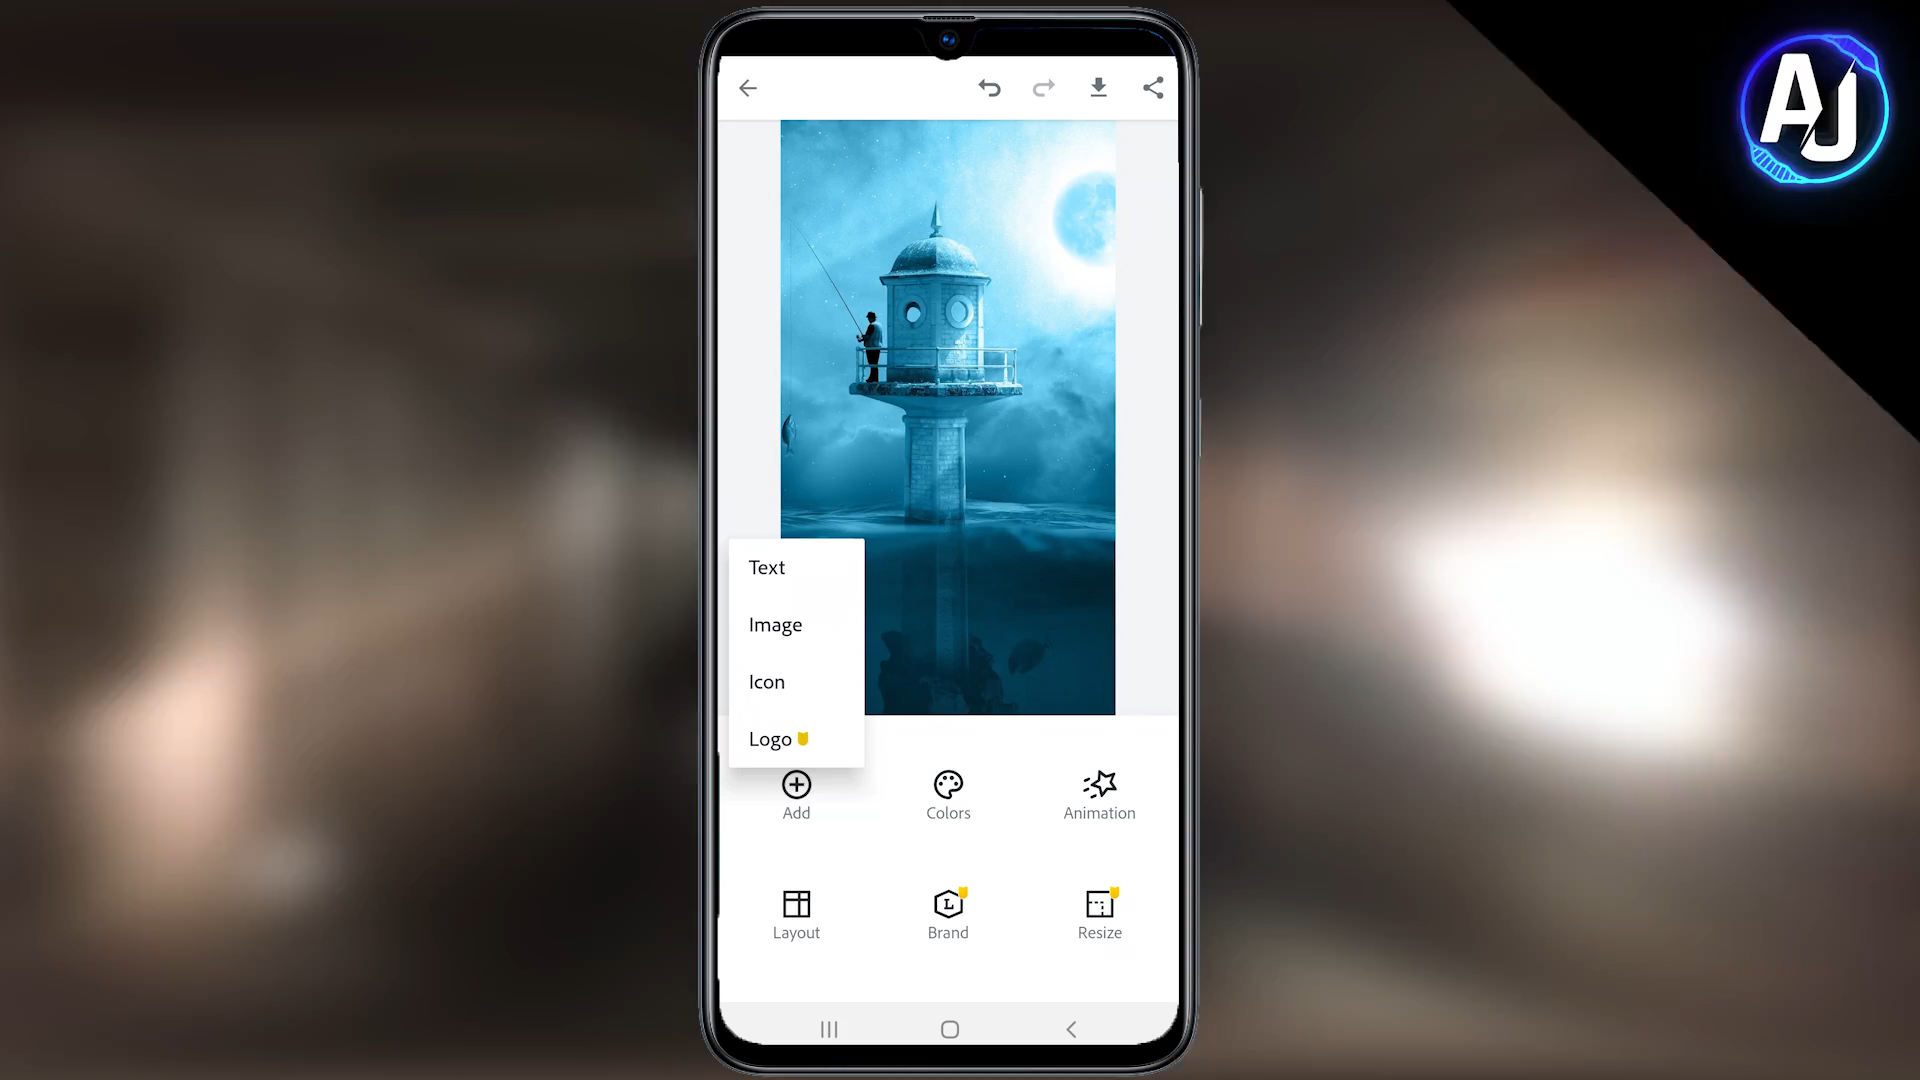 AJ
Text
Image
Icon
Logo
Add
Colors
Animation
Layout
L
Brand
Resize